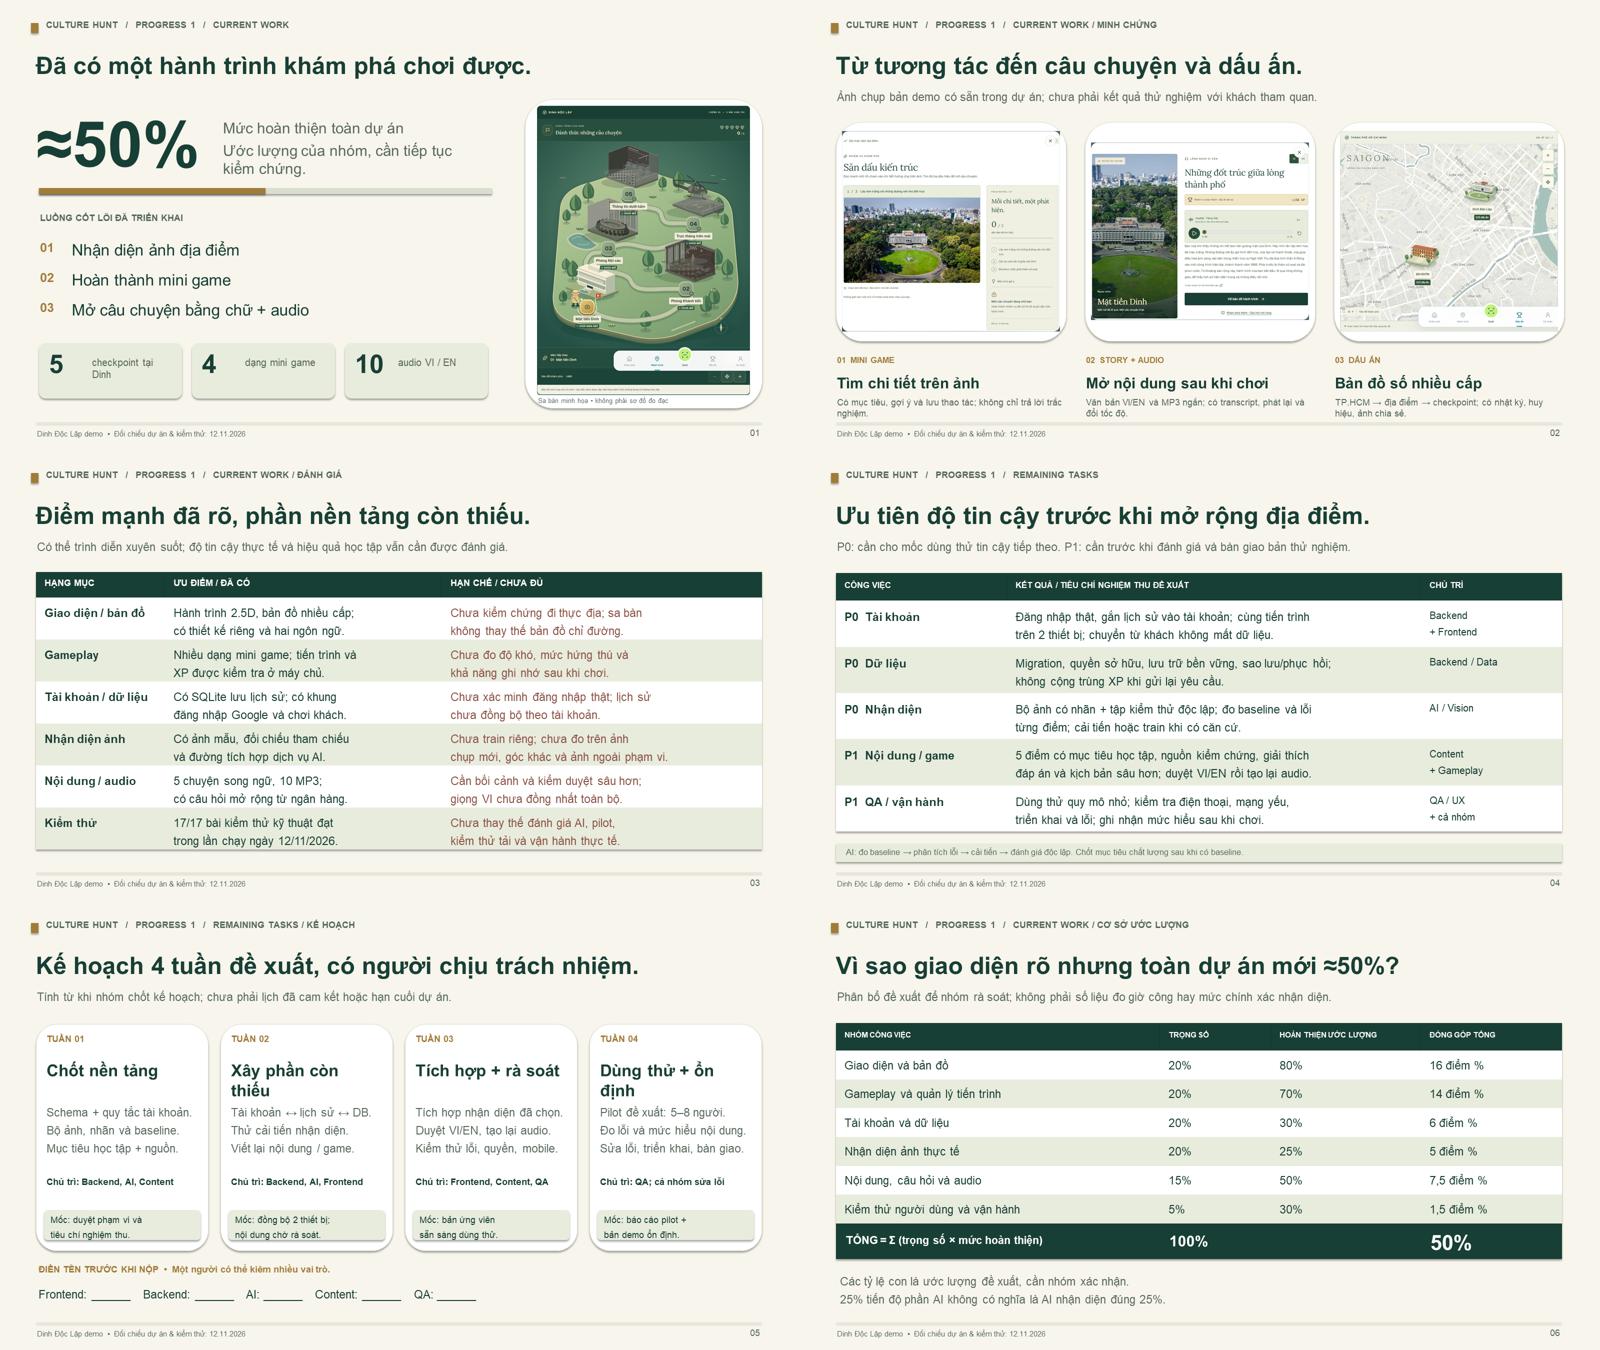 CULTURE HUNT / PROGRESS 1 / CURRENT WORK
Đã có một hành trình khám phá chơi được.
≈50%
Mức hoàn thiện toàn dự án
Ước lượng của nhóm, cần tiếp tục
kiểm chứng.
LUỒNG CỐT LÕI ĐÃ TRIỂN KHAI
01 Nhận diện ảnh địa điểm
02 Hoàn thành mini game
03 Mở câu chuyện bằng chữ + audio
5 checkpoint tại
Dinh
4 dạng mini game
10 audio VI / EN
DINH ĐỘC LẬP
Đánh thức những câu chuyện
05
04
03
02
Phòng Khánh tiết
Mặt tiền Dinh
Sa bàn minh họa • không phải sơ đồ đo đạc
Dinh Độc Lập demo • Đối chiếu dự án & kiểm thử: 12.11.2026
01
CULTURE HUNT / PROGRESS 1 / CURRENT WORK / MINH CHỨNG
Từ tương tác đến câu chuyện và dấu ấn.
Ảnh chụp bản demo có sẵn trong dự án; chưa phải kết quả thử nghiệm với khách tham quan.
Săn dấu kiến trúc
Mỗi chi tiết, một phát
hiện.
0
Những đốt trúc giữa lòng
thành phố
Mặt tiền Dinh
SAIGON
01 MINI GAME
Tìm chi tiết trên ảnh
Có mục tiêu, gợi ý và lưu thao tác; không chỉ trả lời trắc
nghiệm.
02 STORY + AUDIO
Mở nội dung sau khi chơi
Văn bản VI/EN và MP3 ngắn; có transcript, phát lại và
đổi tốc độ.
03 DẤU ẤN
Bản đồ số nhiều cấp
TP.HCM → địa điểm → checkpoint; có nhật ký, huy
hiệu, ảnh chia sẻ.
Dinh Độc Lập demo • Đối chiếu dự án & kiểm thử: 12.11.2026
02
CULTURE HUNT / PROGRESS 1 / CURRENT WORK / ĐÁNH GIÁ
Điểm mạnh đã rõ, phần nền tảng còn thiếu.
Có thể trình diễn xuyên suốt; độ tin cậy thực tế và hiệu quả học tập vẫn cần được đánh giá.
HẠNG MỤC ƯU ĐIỂM / ĐÃ CÓ HẠN CHẾ / CHƯA ĐỦ
Giao diện / bản đồ Hành trình 2.5D, bản đồ nhiều cấp; Chưa kiểm chứng đi thực địa; sa bàn
có thiết kế riêng và hai ngôn ngữ. không thay thế bản đồ chỉ đường.
Gameplay Nhiều dạng mini game; tiến trình và Chưa đo độ khó, mức hứng thú và
XP được kiểm tra ở máy chủ. khả năng ghi nhớ sau khi chơi.
Tài khoản / dữ liệu Có SQLite lưu lịch sử; có khung Chưa xác minh đăng nhập thật; lịch sử
đăng nhập Google và chơi khách. chưa đồng bộ theo tài khoản.
Nhận diện ảnh Có ảnh mẫu, đối chiếu tham chiếu Chưa train riêng; chưa đo trên ảnh
và đường tích hợp dịch vụ AI. chụp mới, góc khác và ảnh ngoài phạm vi.
Nội dung / audio 5 chuyện song ngữ, 10 MP3; Cần bối cảnh và kiểm duyệt sâu hơn;
có câu hỏi mở rộng từ ngân hàng. giọng VI chưa đồng nhất toàn bộ.
Kiểm thử 17/17 bài kiểm thử kỹ thuật đạt Chưa thay thế đánh giá AI, pilot,
trong lần chạy ngày 12/11/2026. kiểm thử tải và vận hành thực tế.
Dinh Độc Lập demo • Đối chiếu dự án & kiểm thử: 12.11.2026
03
CULTURE HUNT / PROGRESS 1 / REMAINING TASKS
Ưu tiên độ tin cậy trước khi mở rộng địa điểm.
P0: cần cho mốc dùng thử tin cậy tiếp theo. P1: cần trước khi đánh giá và bàn giao bản thử nghiệm.
CÔNG VIỆC KẾT QUẢ / TIÊU CHÍ NGHIỆM THU ĐỀ XUẤT CHỦ TRÌ
P0 Tài khoản Đăng nhập thật, gắn lịch sử vào tài khoản; cùng tiến trình Backend
trên 2 thiết bị; chuyển từ khách không mất dữ liệu. + Frontend
P0 Dữ liệu Migration, quyền sở hữu, lưu trữ bền vững, sao lưu/phục hồi; Backend / Data
không cộng trùng XP khi gửi lại yêu cầu.
P0 Nhận diện Bộ ảnh có nhãn + tập kiểm thử độc lập; đo baseline và lỗi AI / Vision
từng điểm; cải tiến hoặc train khi có căn cứ.
P1 Nội dung / game 5 điểm có mục tiêu học tập, nguồn kiểm chứng, giải thích Content
đáp án và kịch bản sâu hơn; duyệt VI/EN rồi tạo lại audio. + Gameplay
P1 QA / vận hành Dùng thử quy mô nhỏ; kiểm tra điện thoại, mạng yếu, QA / UX
triển khai và lỗi; ghi nhận mức hiểu sau khi chơi. + cả nhóm
AI: đo baseline → phân tích lỗi → cải tiến → đánh giá độc lập. Chốt mục tiêu chất lượng sau khi có baseline.
Dinh Độc Lập demo • Đối chiếu dự án & kiểm thử: 12.11.2026
04
CULTURE HUNT / PROGRESS 1 / REMAINING TASKS / KẾ HOẠCH
Kế hoạch 4 tuần đề xuất, có người chịu trách nhiệm.
Tính từ khi nhóm chốt kế hoạch; chưa phải lịch đã cam kết hoặc hạn cuối dự án.
TUẦN 01
Chốt nền tảng
Schema + quy tắc tài khoản.
Bộ ảnh, nhãn và baseline.
Mục tiêu học tập + nguồn.
Chủ trì: Backend, AI, Content
Mốc: duyệt phạm vi và
tiêu chí nghiệm thu.
TUẦN 02
Xây phần còn
thiếu
Tài khoản ↔ lịch sử ↔ DB.
Thử cải tiến nhận diện.
Viết lại nội dung / game.
Chủ trì: Backend, AI, Frontend
Mốc: đồng bộ 2 thiết bị;
nội dung chờ rà soát.
TUẦN 03
Tích hợp + rà soát
Tích hợp nhận diện đã chọn.
Duyệt VI/EN, tạo lại audio.
Kiểm thử lỗi, quyền, mobile.
Chủ trì: Frontend, Content, QA
Mốc: bản ứng viên
sẵn sàng dùng thử.
TUẦN 04
Dùng thử + ổn
định
Pilot đề xuất: 5–8 người.
Đo lỗi và mức hiểu nội dung.
Sửa lỗi, triển khai, bàn giao.
Chủ trì: QA; cả nhóm sửa lỗi
Mốc: báo cáo pilot +
bản demo ổn định.
ĐIỀN TÊN TRƯỚC KHI NỘP • Một người có thể kiêm nhiều vai trò.
Frontend: ______ Backend: ______ AI: ______ Content: ______ QA: ______
Dinh Độc Lập demo • Đối chiếu dự án & kiểm thử: 12.11.2026
05
CULTURE HUNT / PROGRESS 1 / CURRENT WORK / CƠ SỞ ƯỚC LƯỢNG
Vì sao giao diện rõ nhưng toàn dự án mới ≈50%?
Phân bổ đề xuất để nhóm rà soát; không phải số liệu đo giờ công hay mức chính xác nhận diện.
NHÓM CÔNG VIỆC TRỌNG SỐ HOÀN THIỆN ƯỚC LƯỢNG ĐÓNG GÓP TỔNG
Giao diện và bản đồ 20% 80% 16 điểm %
Gameplay và quản lý tiến trình 20% 70% 14 điểm %
Tài khoản và dữ liệu 20% 30% 6 điểm %
Nhận diện ảnh thực tế 20% 25% 5 điểm %
Nội dung, câu hỏi và audio 15% 50% 7,5 điểm %
Kiểm thử người dùng và vận hành 5% 30% 1,5 điểm %
TỔNG = Σ (trọng số × mức hoàn thiện) 100% 50%
Các tỷ lệ con là ước lượng đề xuất, cần nhóm xác nhận.
25% tiến độ phần AI không có nghĩa là AI nhận diện đúng 25%.
Dinh Độc Lập demo • Đối chiếu dự án & kiểm thử: 12.11.2026
06